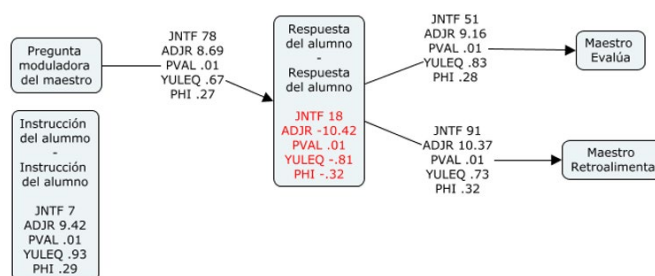 Pregunta
moduladora
del maestro
JNTF 78
ADJR 8.69
PVAL .01
YULEQ .67
PHI .27
Respuesta
del alumno
-
Respuesta
del alumno
JNTF 18
ADJR -10.42
PVAL .01
YULEQ -.81
PHI -.32
JNTF 51
ADJR 9.16
PVAL .01
YULEQ .83
PHI .28
Maestro
Evalúa
JNTF 91
ADJR 10.37
PVAL .01
YULEQ .73
PHI .32
Maestro
Retroalimenta
Instrucción
del alummo
-
Instrucción
del alumno
JNTF 7
ADJR 9.42
PVAL .01
YULEQ .93
PHI .29